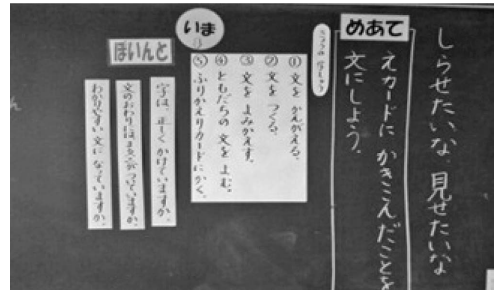 しらせたいな、見せたいな
めあて
えカードに かきこんだことを
文にしよう。
いま
① 文を かんがえる。
② 文を つくる。
③ 文を よみかえす。
④ ともだちの 文を よむ。
⑤ ふりかえりカードに かく。
ぽいんと
字は、正しく かけていますか。
文のおわりには「。」が ついていますか。
わかりやすい 文に なっていますか。